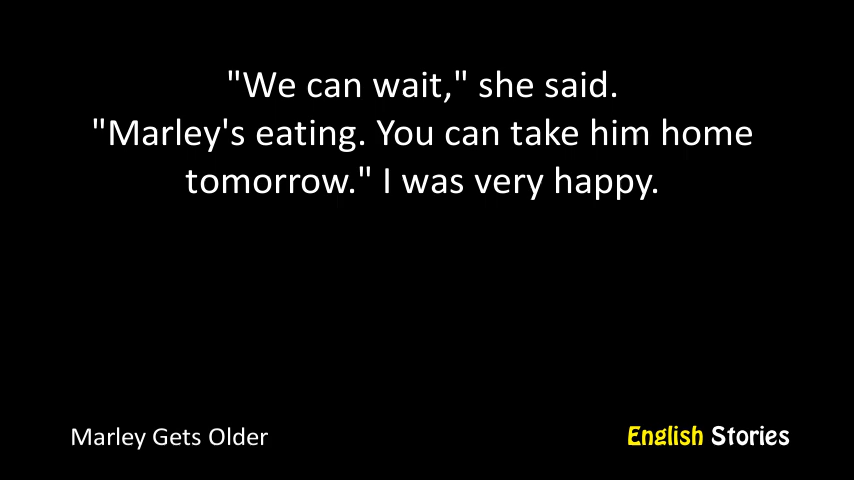 "We can wait," she said.
"Marley's eating. You can take him home
tomorrow." I was very happy.
Marley Gets Older
English Stories